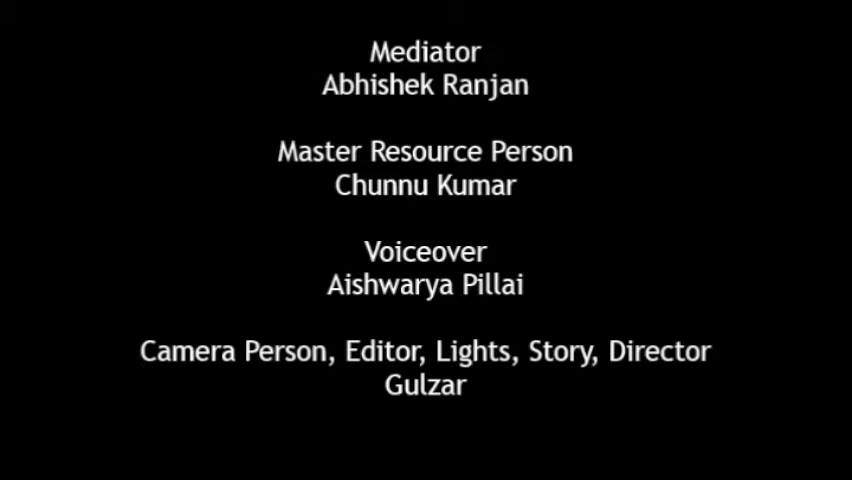 Mediator
Abhishek Ranjan
Master Resource Person
Chunnu Kumar
Voiceover
Aishwarya Pillai
Camera Person, Editor, Lights, Story, Director
Gulzar